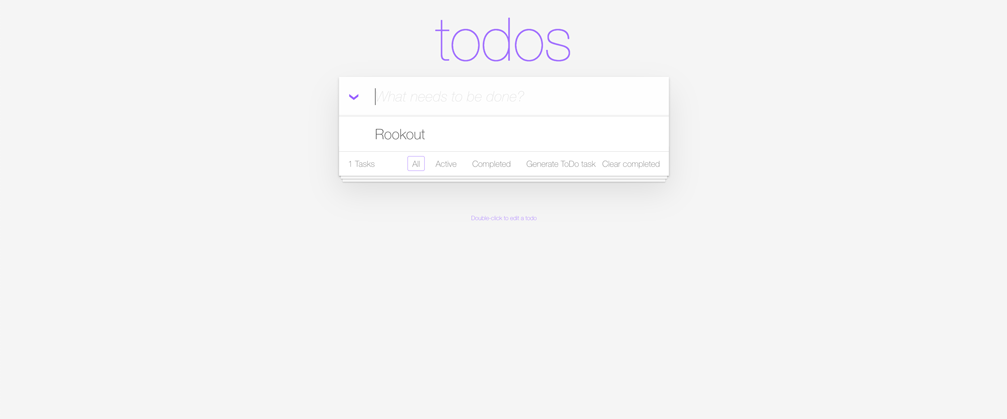 todos
What needs to be done?
Rookout
1 Tasks All Active Completed Generate ToDo task Clear completed
Double-click to edit a todo